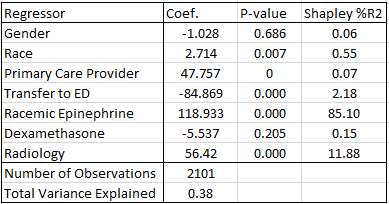 Regressor Coef. P-value Shapley %R2
Gender -1.028 0.686 0.06
Race 2.714 0.007 0.55
Primary Care Provider 47.757 0 0.07
Transfer to ED -84.869 0.000 2.18
Racemic Epinephrine 118.933 0.000 85.10
Dexamethasone -5.537 0.205 0.15
Radiology 56.42 0.000 11.88
Number of Observations 2101
Total Variance Explained 0.38